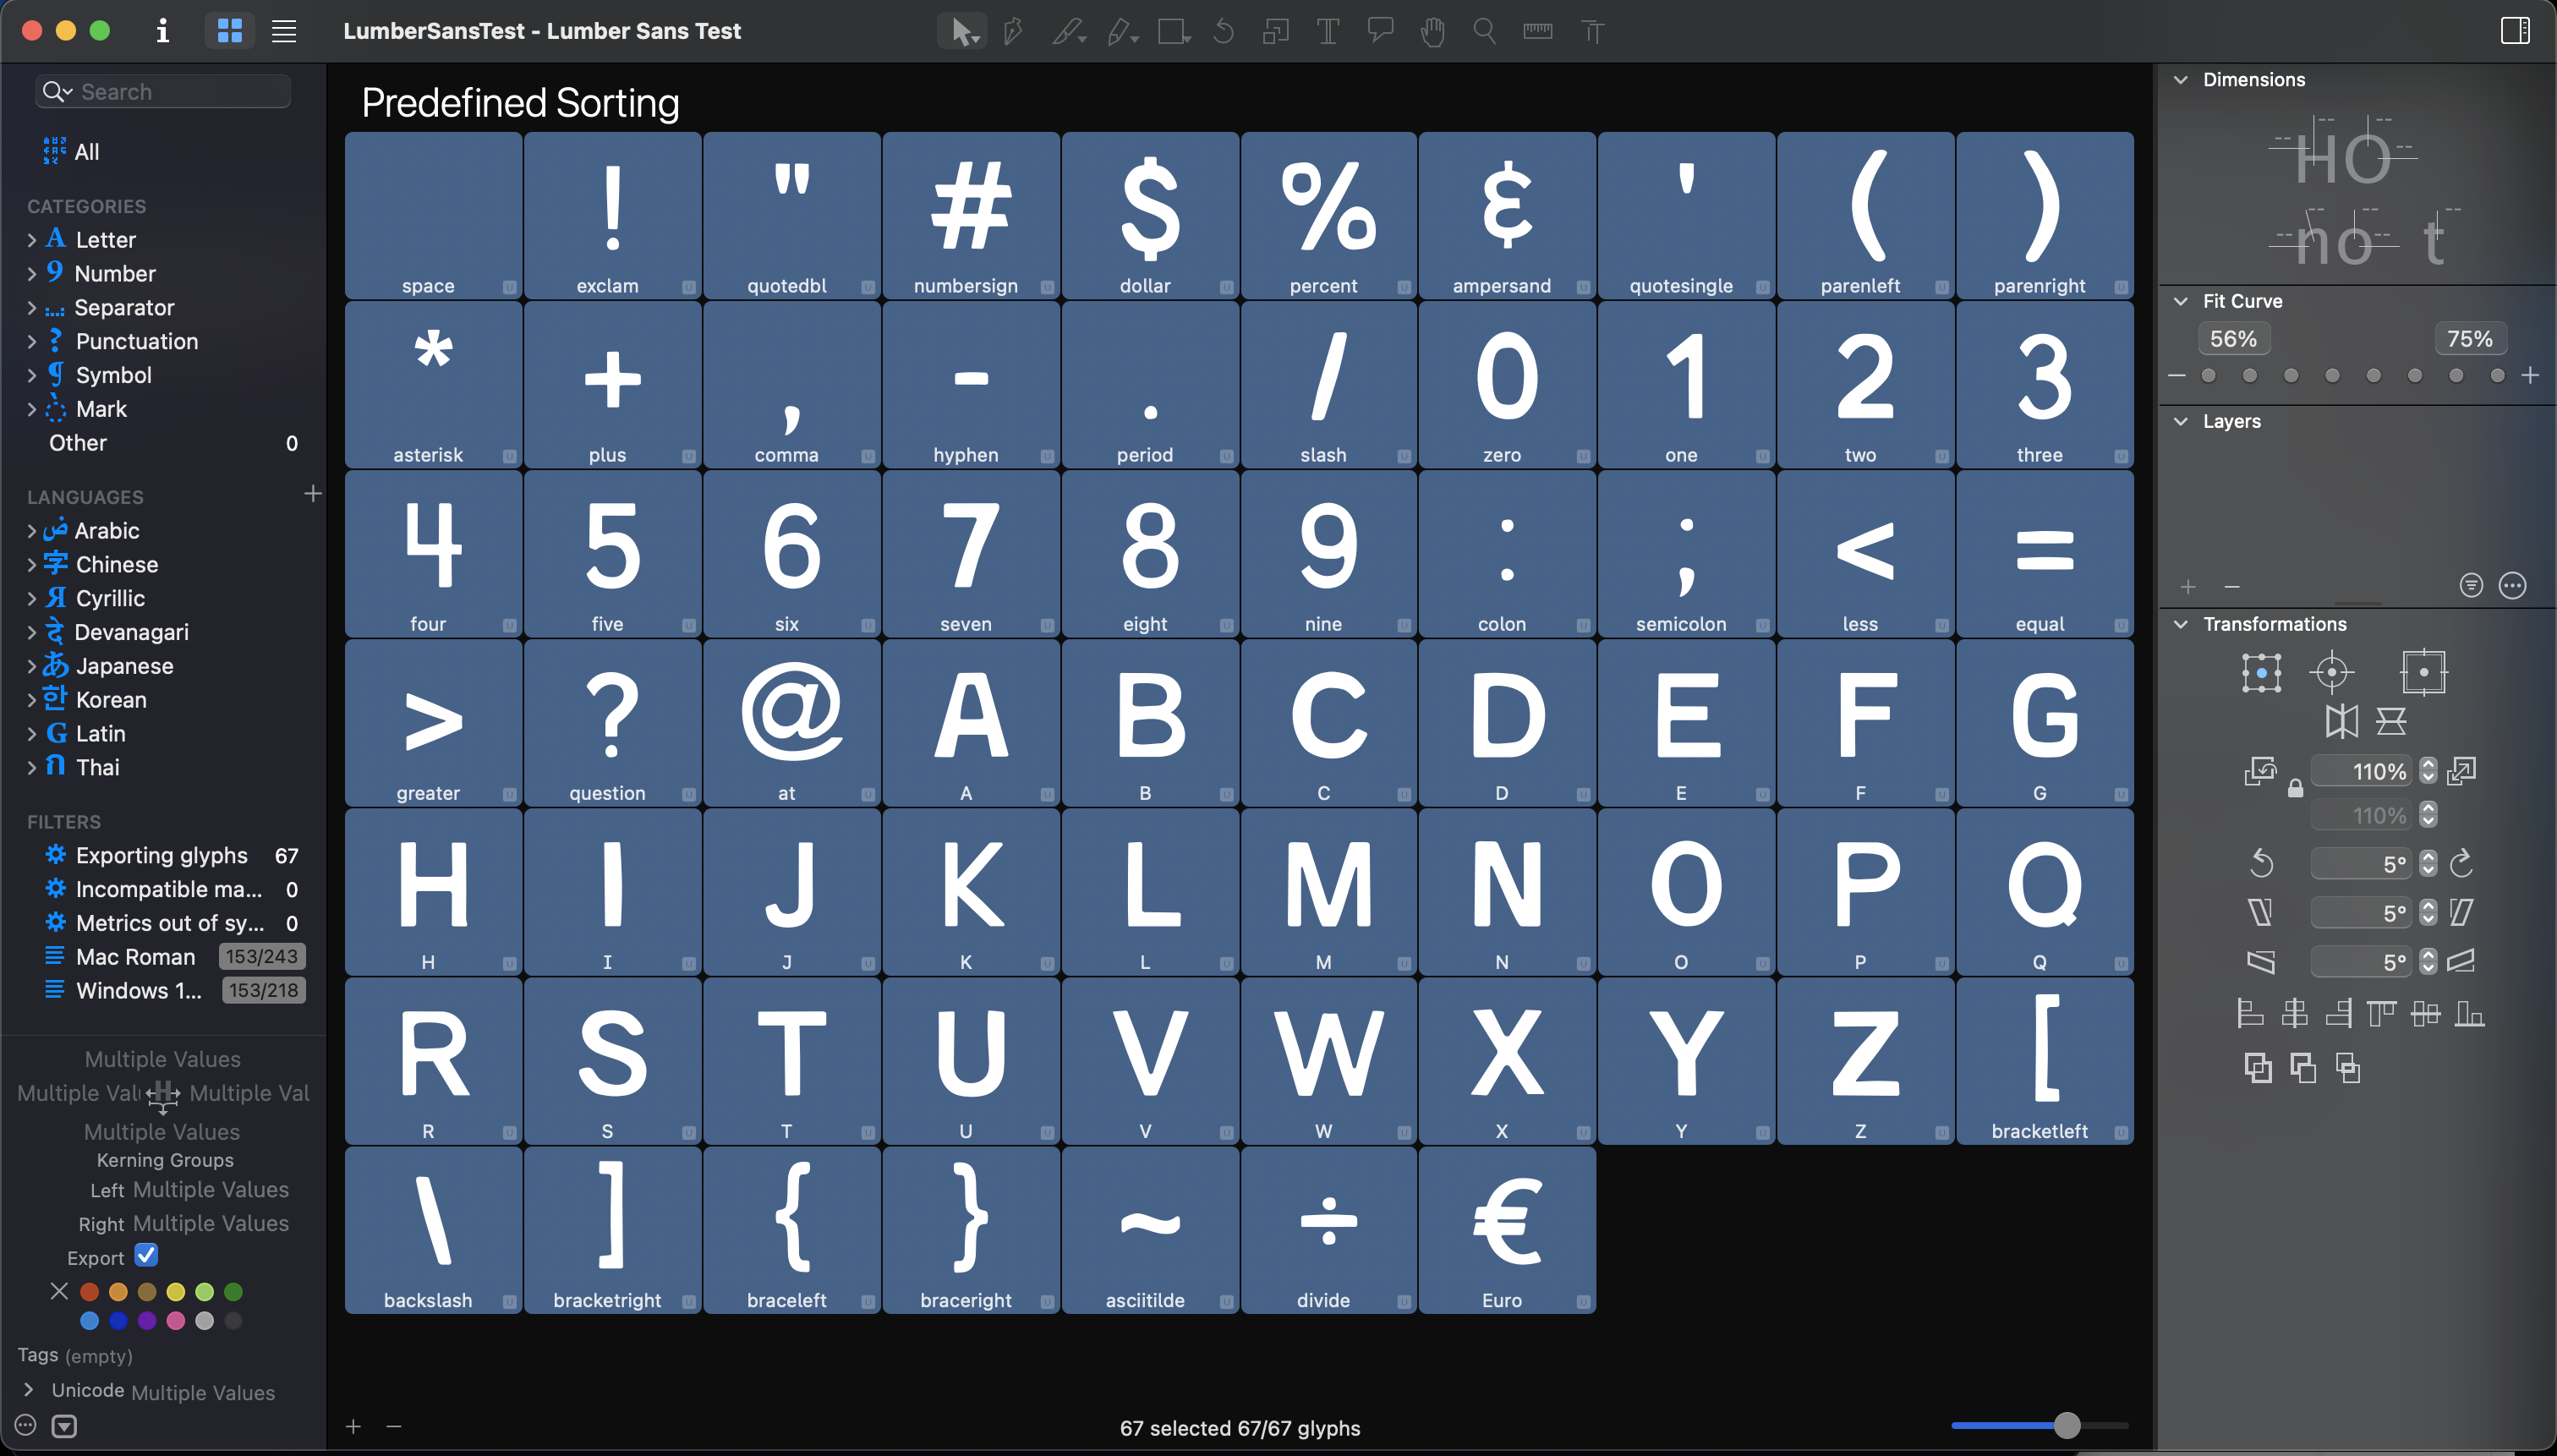 LumberSansTest - Lumber Sans Test
Search
All
CATEGORIES
Letter
Number
Separator
Punctuation
Symbol
Mark
Other 0
LANGUAGES
ض Arabic
字 Chinese
Я Cyrillic
Devanagari
あ Japanese
한 Korean
G Latin
ก Thai
FILTERS
Exporting glyphs 67
Incompatible ma... 0
Metrics out of sy... 0
Mac Roman 153/243
Windows 1... 153/218
Multiple Values
Multiple Val H Multiple Val
Multiple Values
Kerning Groups
Left Multiple Values
Right Multiple Values
Export
Tags (empty)
Unicode Multiple Values
Predefined Sorting
! " # $ % & ' ( )
space exclam quotedbl numbersign dollar percent ampersand quotesingle parenleft parenright
* + , - . / 0 1 2 3
asterisk plus comma hyphen period slash zero one two three
4 5 6 7 8 9 : ; < =
four five six seven eight nine colon semicolon less equal
> ? @ A B C D E F G
greater question at A B C D E F G
H I J K L M N O P Q
H I J K L M N O P Q
R S T U V W X Y Z [
R S T U V W X Y Z bracketleft
\ ] { } ~ ÷ €
backslash bracketright braceleft braceright asciitilde divide Euro
67 selected 67/67 glyphs
Dimensions
HO
no t
Fit Curve
56% 75%
Layers
Transformations
110%
110%
5°
5°
5°